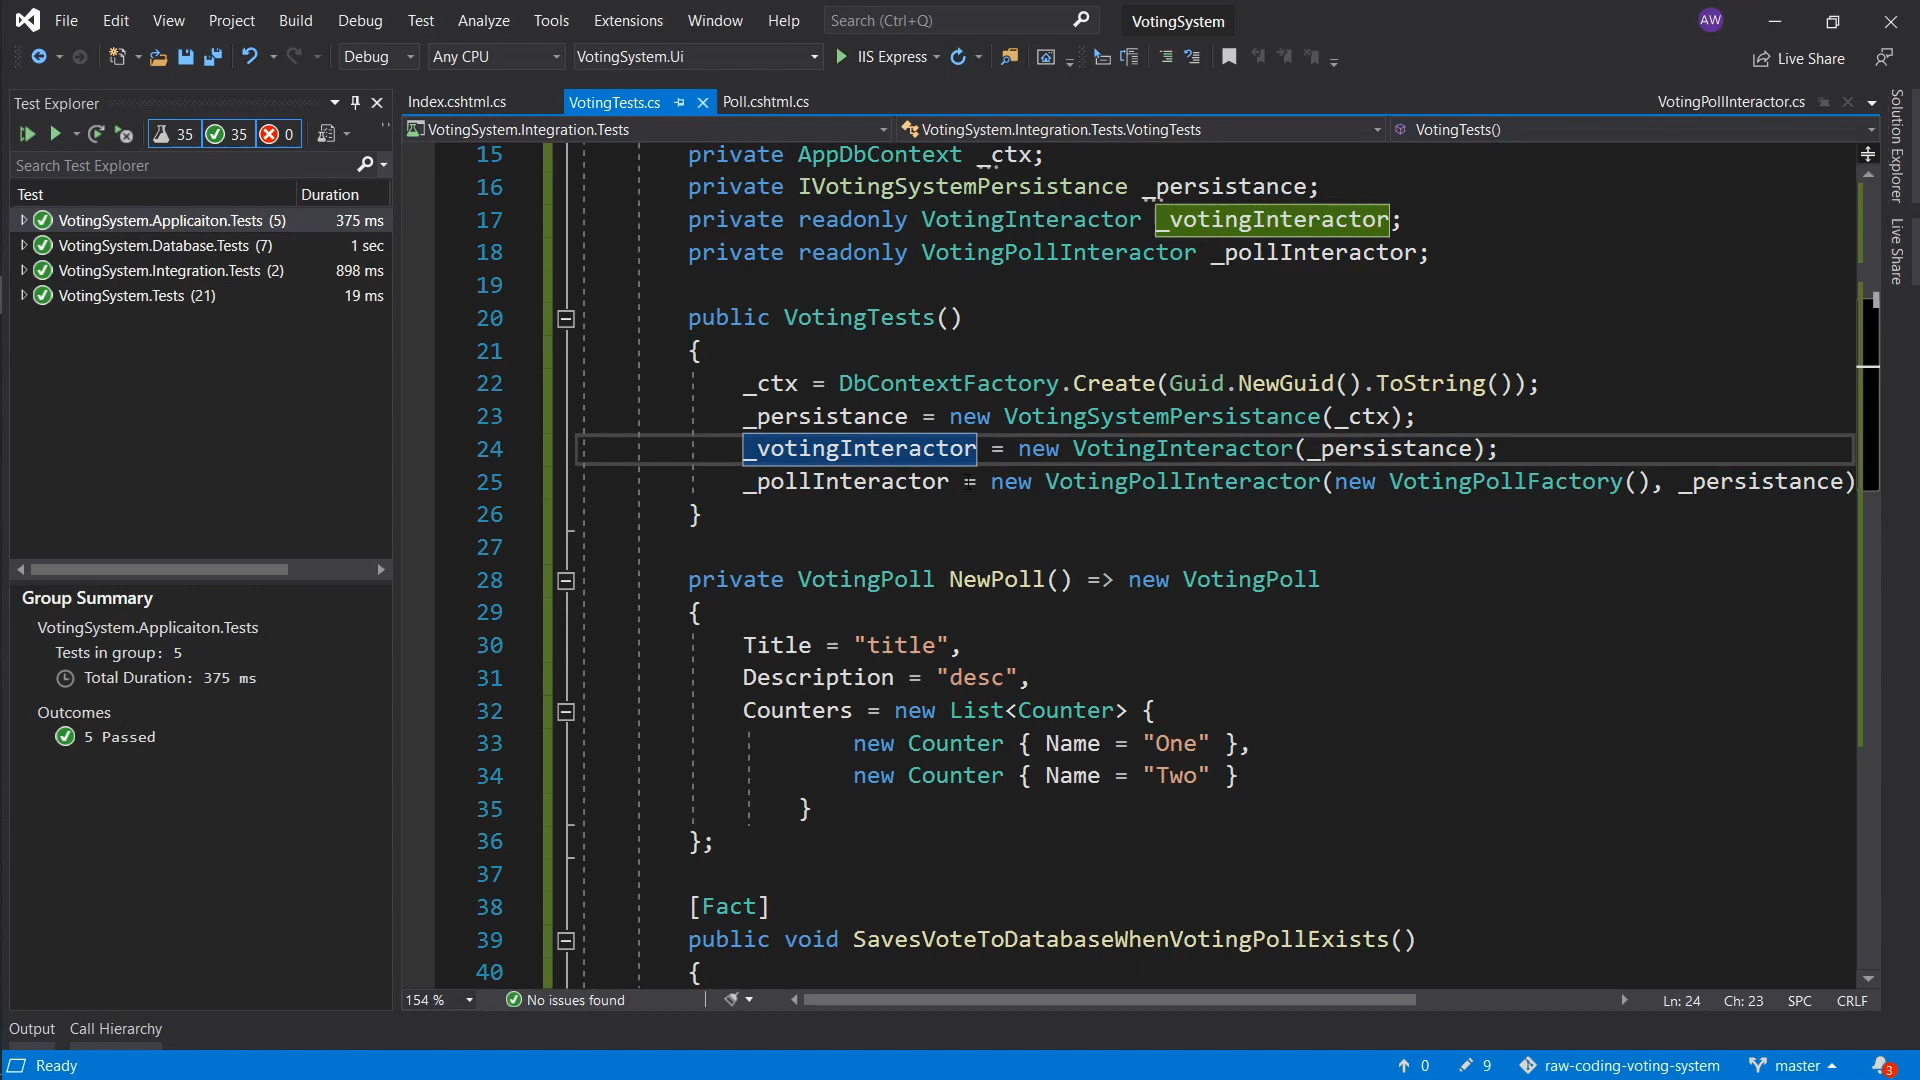 File Edit View Project Build Debug Test Analyze Tools Extensions Window Help Search (Ctrl+Q) VotingSystem AW
Debug Any CPU VotingSystem.Ui IIS Express Live Share
Test Explorer
35 35 0
Search Test Explorer
Test Duration
VotingSystem.Applicaiton.Tests (5) 375 ms
VotingSystem.Database.Tests (7) 1 sec
VotingSystem.Integration.Tests (2) 898 ms
VotingSystem.Tests (21) 19 ms
Group Summary
VotingSystem.Applicaiton.Tests
Tests in group: 5
Total Duration: 375 ms
Outcomes
5 Passed
Index.cshtml.cs VotingTests.cs Poll.cshtml.cs VotingPollInteractor.cs
VotingSystem.Integration.Tests VotingSystem.Integration.Tests.VotingTests VotingTests()
15 private AppDbContext _ctx;
16 private IVotingSystemPersistance _persistance;
17 private readonly VotingInteractor _votingInteractor;
18 private readonly VotingPollInteractor _pollInteractor;
19
20 public VotingTests()
21 {
22 _ctx = DbContextFactory.Create(Guid.NewGuid().ToString());
23 _persistance = new VotingSystemPersistance(_ctx);
24 _votingInteractor = new VotingInteractor(_persistance);
25 _pollInteractor = new VotingPollInteractor(new VotingPollFactory(), _persistance)
26 }
27
28 private VotingPoll NewPoll() => new VotingPoll
29 {
30 Title = "title",
31 Description = "desc",
32 Counters = new List<Counter> {
33 new Counter { Name = "One" },
34 new Counter { Name = "Two" }
35 }
36 };
37
38 [Fact]
39 public void SavesVoteToDatabaseWhenVotingPollExists()
40 {
154 % No issues found Ln: 24 Ch: 23 SPC CRLF
Solution Explorer
Live Share
Output Call Hierarchy
Ready 0 9 raw-coding-voting-system master 3